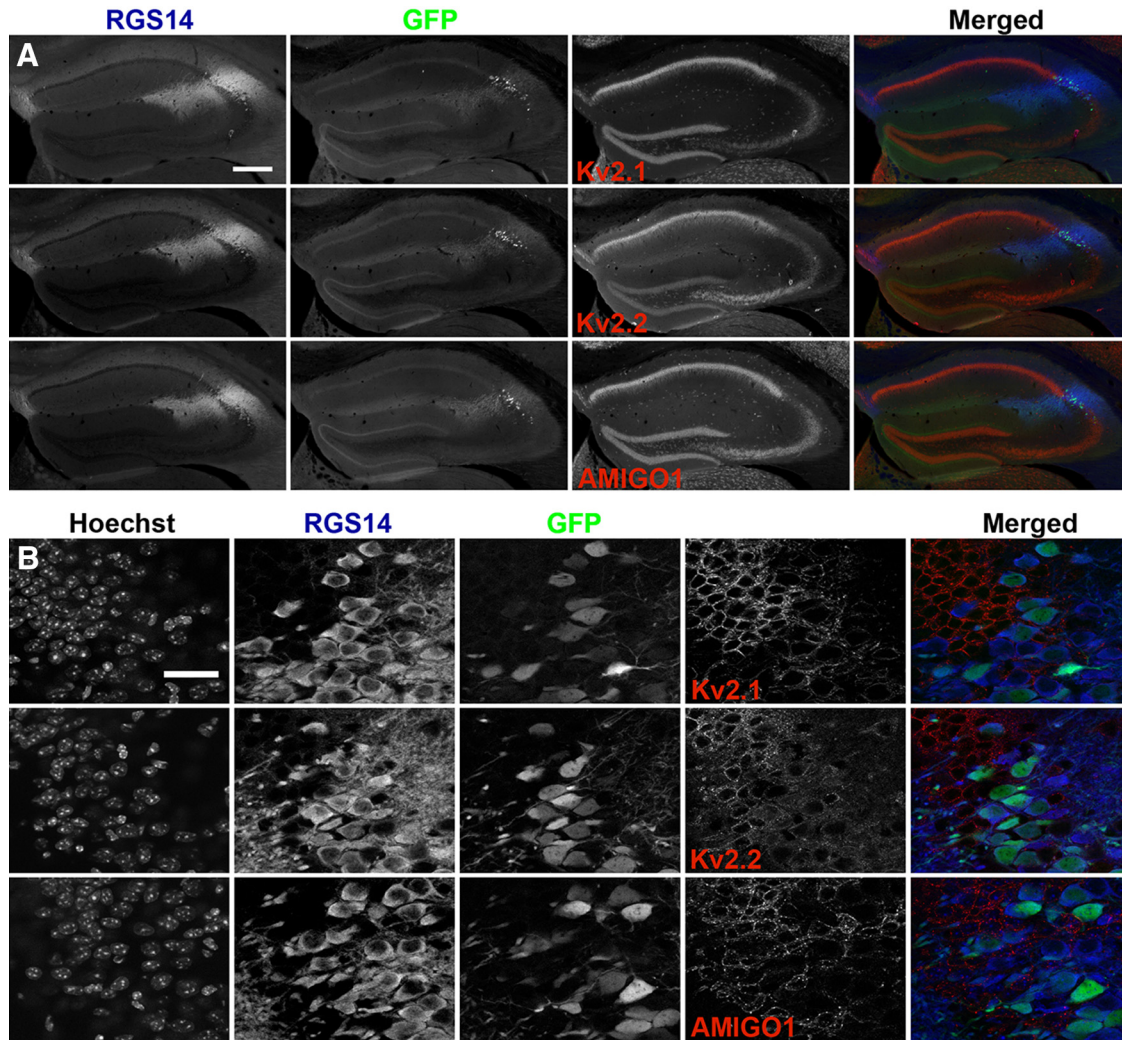 RGS14 GFP Merged
A
Kv2.1
Kv2.2
AMIGO1
Hoechst RGS14 GFP Merged
B
Kv2.1
Kv2.2
AMIGO1